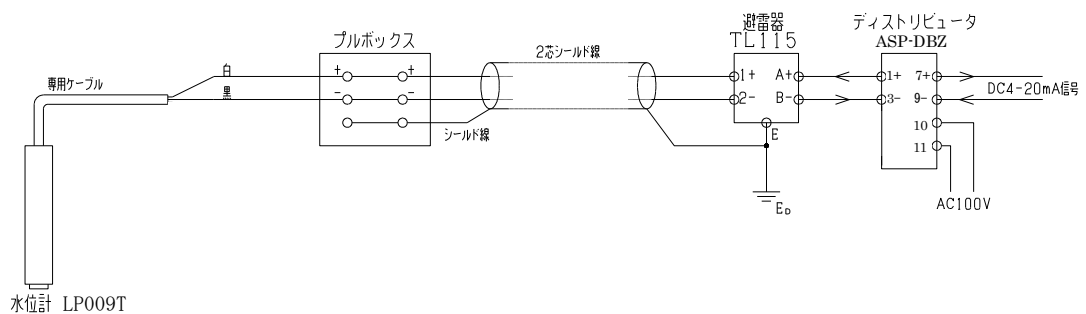 避雷器
TL115
ディストリビュータ
ASP-DBZ
プルボックス
2芯シールド線
専用ケーブル
白
黒
+ +
- -
シールド線
1+ A+
2- B-
E
ED
1+ 7+
3- 9-
10
11
DC4-20mA信号
AC100V
水位計 LP009T